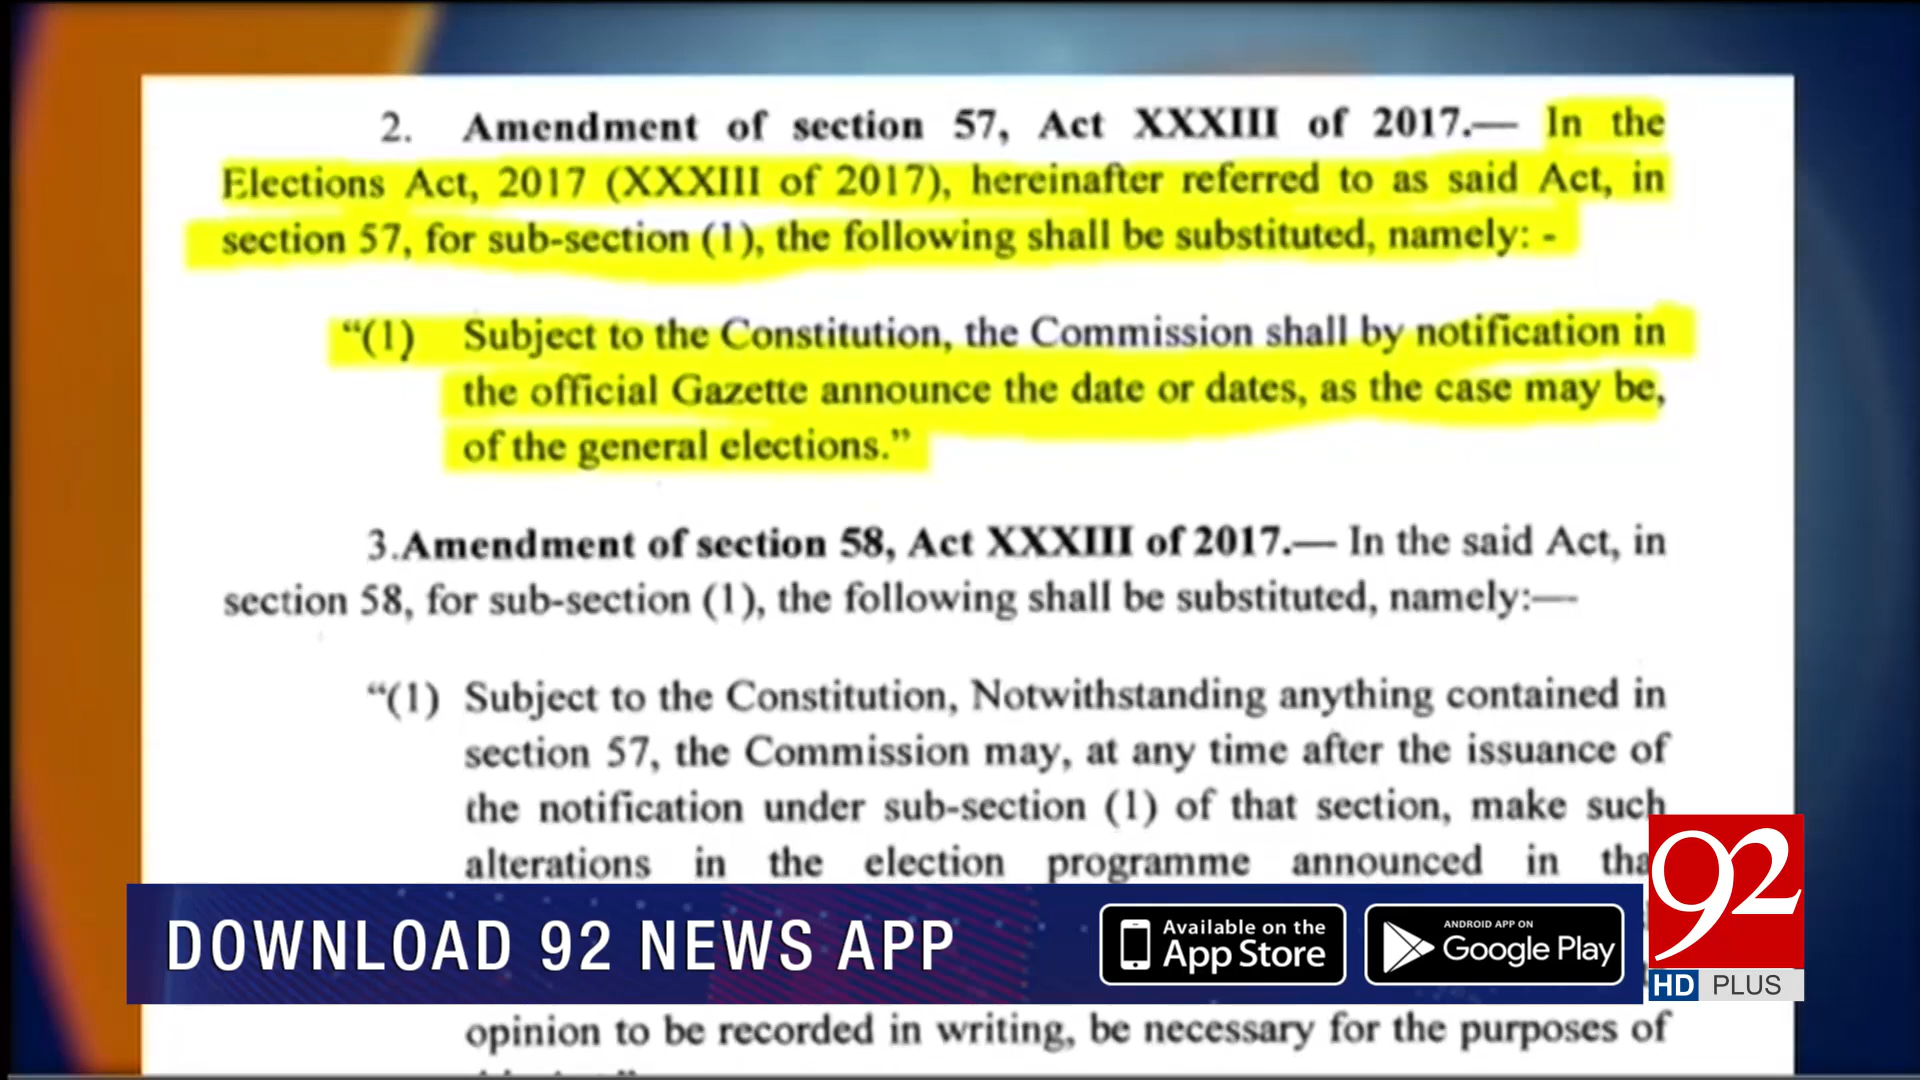 2. Amendment of section 57, Act XXXIII of 2017.— In the
Elections Act, 2017 (XXXIII of 2017), hereinafter referred to as said Act, in
section 57, for sub-section (1), the following shall be substituted, namely: -
“(1) Subject to the Constitution, the Commission shall by notification in
the official Gazette announce the date or dates, as the case may be,
of the general elections.”
3.Amendment of section 58, Act XXXIII of 2017.— In the said Act, in
section 58, for sub-section (1), the following shall be substituted, namely:—
“(1) Subject to the Constitution, Notwithstanding anything contained in
section 57, the Commission may, at any time after the issuance of
the notification under sub-section (1) of that section, make such
alterations in the election programme announced in
DOWNLOAD 92 NEWS APP
Available on the
App Store
ANDROID APP ON
Google Play
92
HD PLUS
opinion to be recorded in writing, be necessary for the purposes of